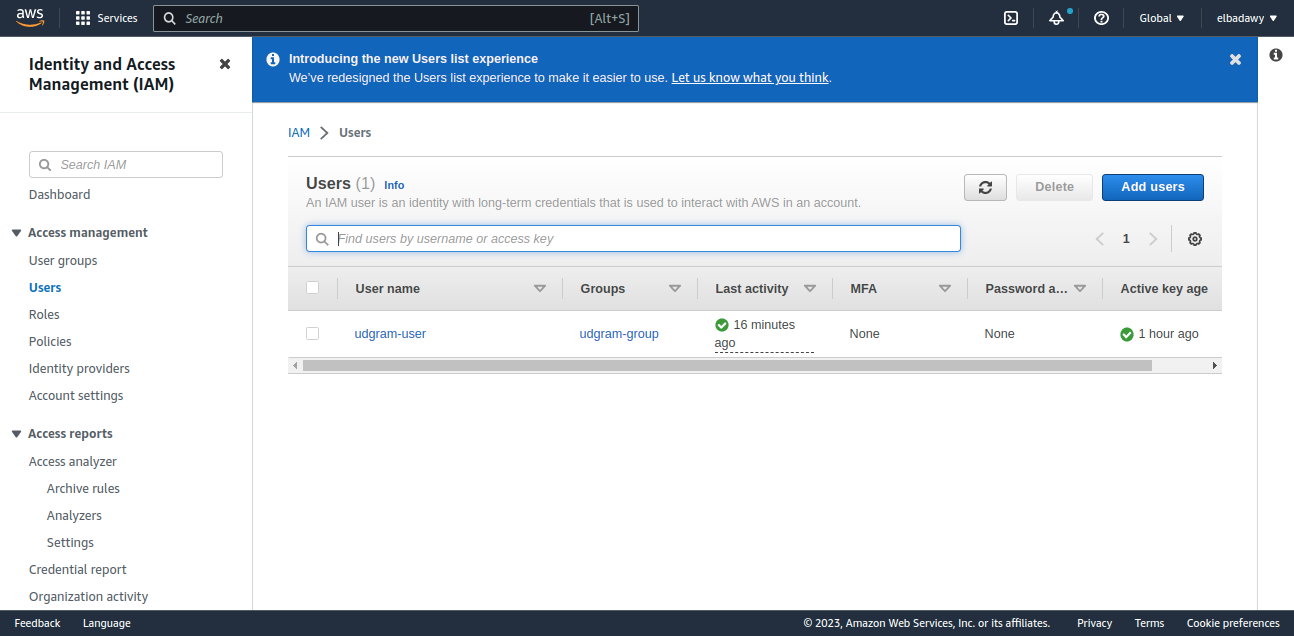 aws
Services
Search [Alt+S]
Global
elbadawy
Identity and Access
Management (IAM)
Search IAM
Dashboard
Access management
User groups
Users
Roles
Policies
Identity providers
Account settings
Access reports
Access analyzer
Archive rules
Analyzers
Settings
Credential report
Organization activity
Introducing the new Users list experience
We've redesigned the Users list experience to make it easier to use. Let us know what you think.
IAM > Users
Users (1) Info
An IAM user is an identity with long-term credentials that is used to interact with AWS in an account.
Delete
Add users
Find users by username or access key
1
User name Groups Last activity MFA Password a... Active key age
udgram-user udgram-group 16 minutes
ago None None 1 hour ago
Feedback Language © 2023, Amazon Web Services, Inc. or its affiliates. Privacy Terms Cookie preferences